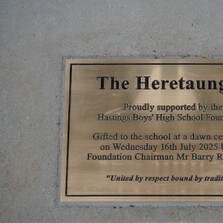 The Heretaung
Proudly supported by the
Hastings Boys' High School Foun
Gifted to the school at a dawn ce
on Wednesday 16th July 2025 b
Foundation Chairman Mr Barry R
"United by respect bound by tradit